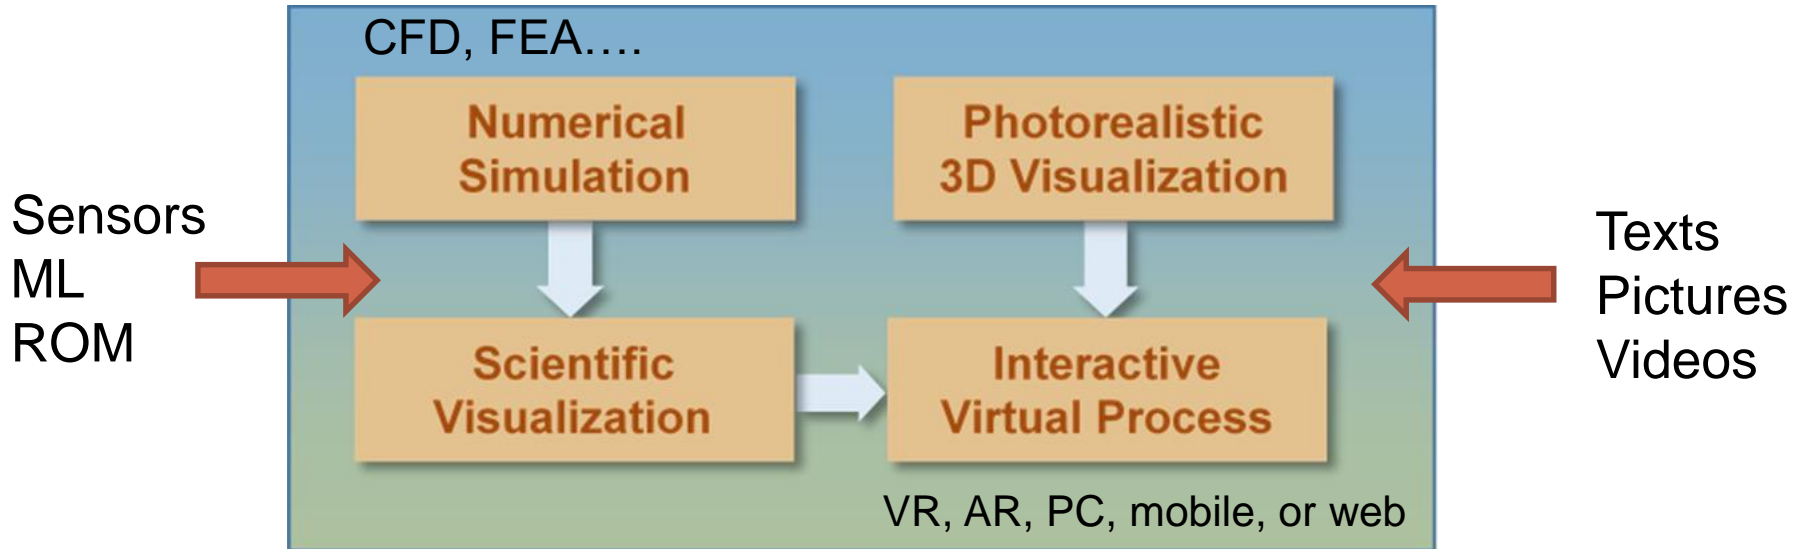 CFD, FEA….
Numerical
Simulation
Photorealistic
3D Visualization
Sensors
ML
ROM
Texts
Pictures
Videos
Scientific
Visualization
Interactive
Virtual Process
VR, AR, PC, mobile, or web